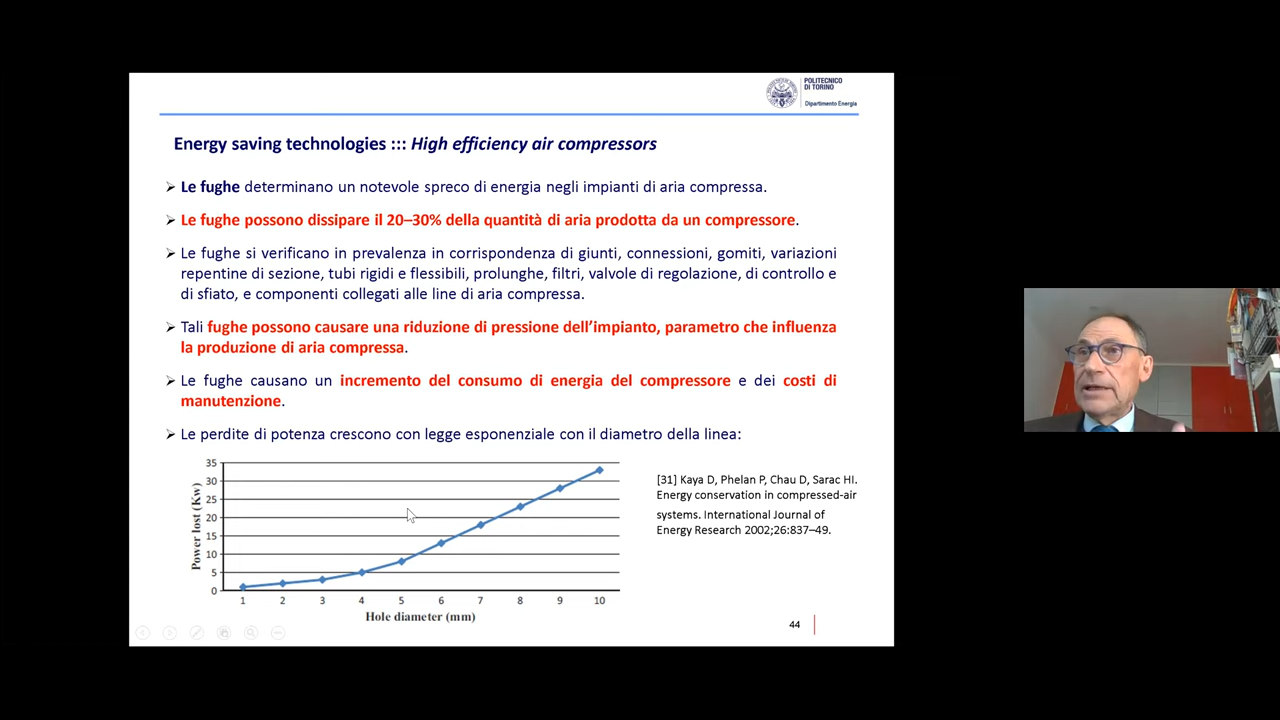 POLITECNICO
DI TORINO
Dipartimento Energia
Energy saving technologies ::: High efficiency air compressors
➢ Le fughe determinano un notevole spreco di energia negli impianti di aria compressa.
➢ Le fughe possono dissipare il 20–30% della quantità di aria prodotta da un compressore.
➢ Le fughe si verificano in prevalenza in corrispondenza di giunti, connessioni, gomiti, variazioni
repentine di sezione, tubi rigidi e flessibili, prolunghe, filtri, valvole di regolazione, di controllo e
di sfiato, e componenti collegati alle line di aria compressa.
➢ Tali fughe possono causare una riduzione di pressione dell’impianto, parametro che influenza
la produzione di aria compressa.
➢ Le fughe causano un incremento del consumo di energia del compressore e dei costi di
manutenzione.
➢ Le perdite di potenza crescono con legge esponenziale con il diametro della linea:
35
30
25
20
15
10
5
0
Power lost (Kw)
1 2 3 4 5 6 7 8 9 10
Hole diameter (mm)
[31] Kaya D, Phelan P, Chau D, Sarac HI.
Energy conservation in compressed-air
systems. International Journal of
Energy Research 2002;26:837–49.
44